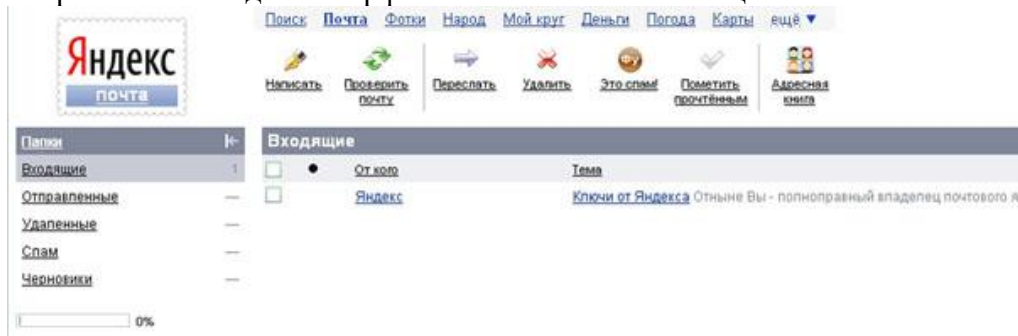 Поиск Почта Фотки Народ Мой круг Деньги Погода Карты ещё ▼
Яндекс
почта
Написать Проверить почту Переслать Удалить Это спам! Пометить прочтённым Адресная книга
Папки
Входящие 1
Отправленные —
Удаленные —
Спам —
Черновики —
0%
Входящие
От кого Тема
Яндекс Ключи от Яндекса Отныне Вы - полноправный владелец почтового я